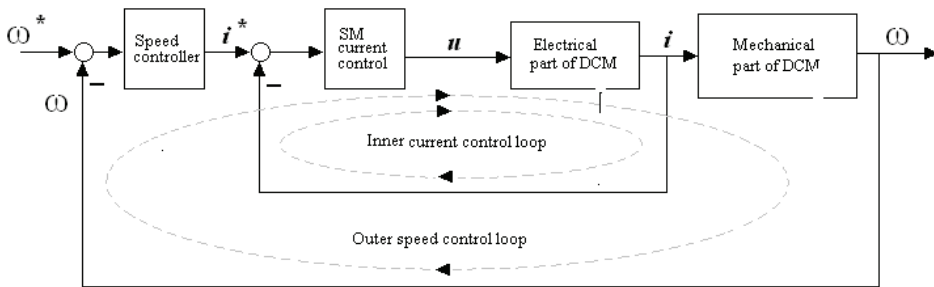 ω*
Speed
controller
i*
SM
current
control
u
Electrical
part of DCM
i
Mechanical
part of DCM
ω
ω
−
−
Inner current control loop
Outer speed control loop